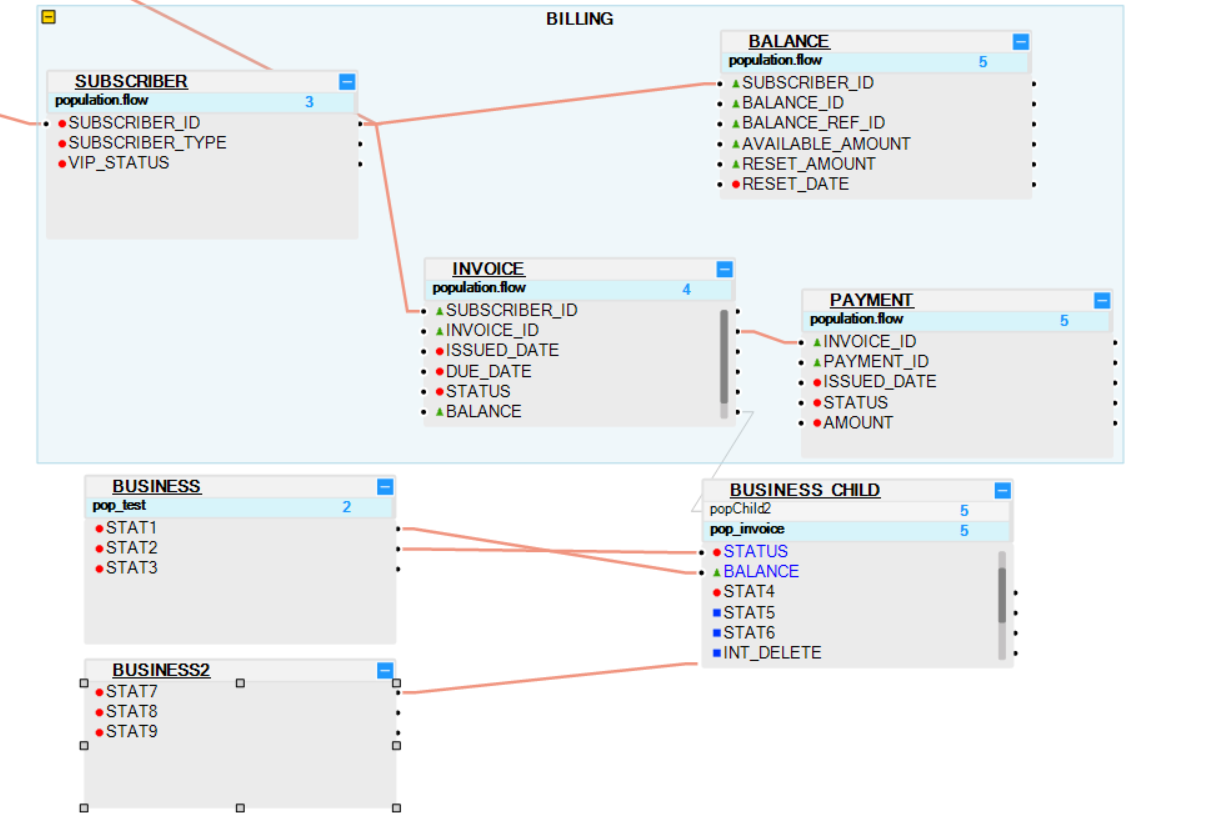 BILLING
SUBSCRIBER
population.flow 3
SUBSCRIBER_ID
SUBSCRIBER_TYPE
VIP_STATUS
BALANCE
population.flow 5
SUBSCRIBER_ID
BALANCE_ID
BALANCE_REF_ID
AVAILABLE_AMOUNT
RESET_AMOUNT
RESET_DATE
INVOICE
population.flow 4
SUBSCRIBER_ID
INVOICE_ID
ISSUED_DATE
DUE_DATE
STATUS
BALANCE
PAYMENT
population.flow 5
INVOICE_ID
PAYMENT_ID
ISSUED_DATE
STATUS
AMOUNT
BUSINESS
pop_test 2
STAT1
STAT2
STAT3
BUSINESS_CHILD
popChild2 5
pop_invoice 5
STATUS
BALANCE
STAT4
STAT5
STAT6
INT_DELETE
BUSINESS2
STAT7
STAT8
STAT9